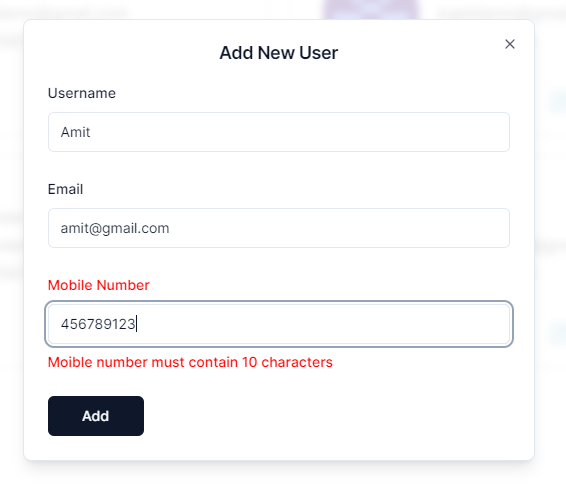 Add New User
Username
Amit
Email
amit@gmail.com
Mobile Number
456789123
Moible number must contain 10 characters
Add